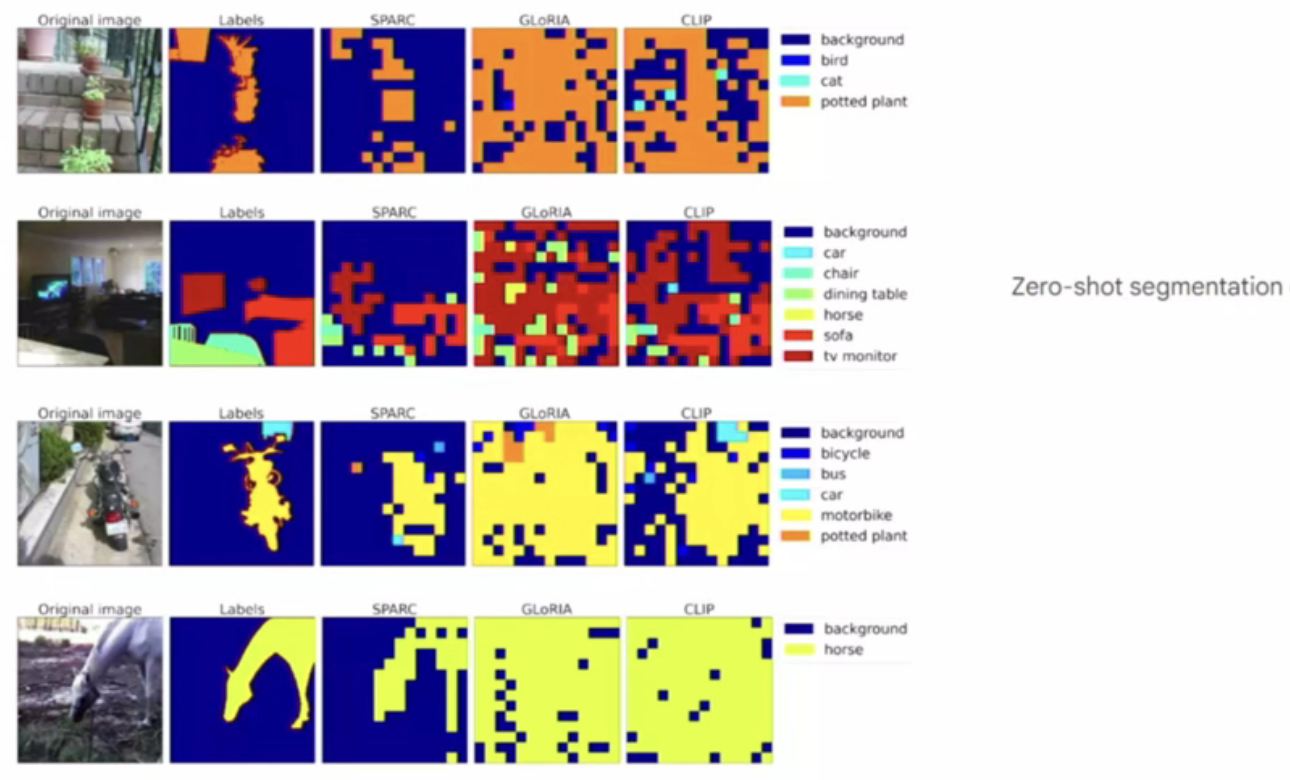 Original image Labels SPARC GLoRIA CLIP
background
bird
cat
potted plant
Original image Labels SPARC GLoRIA CLIP
background
car
chair
dining table
horse
sofa
tv monitor
Zero-shot segmentation
Original image Labels SPARC GLoRIA CLIP
background
bicycle
bus
car
motorbike
potted plant
Original image Labels SPARC GLoRIA CLIP
background
horse